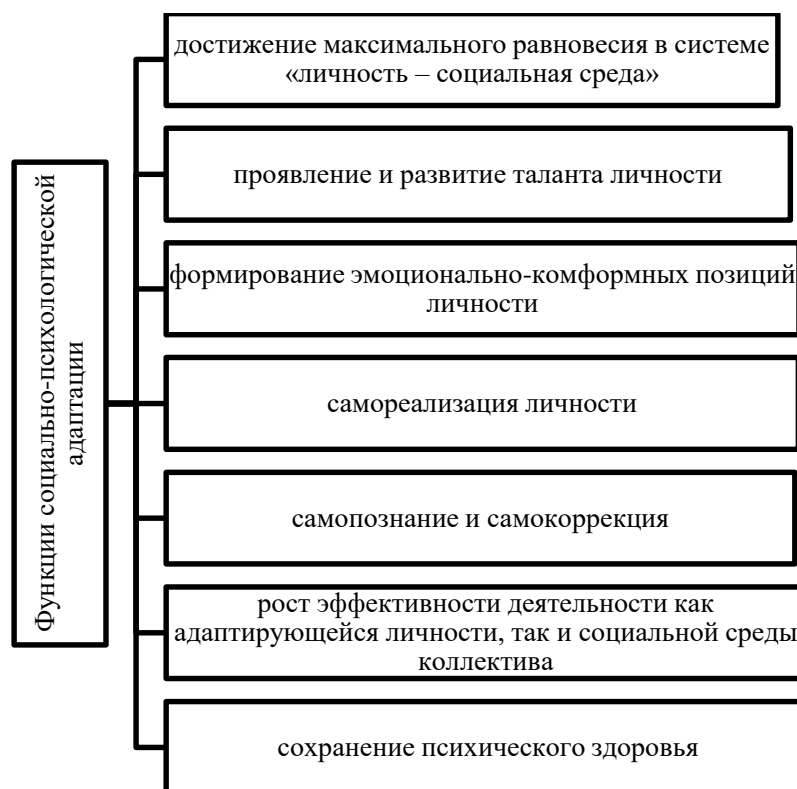 Функции социально-психологической
адаптации
достижение максимального равновесия в системе
«личность – социальная среда»
проявление и развитие таланта личности
формирование эмоционально-комформных позиций
личности
самореализация личности
самопознание и самокоррекция
рост эффективности деятельности как
адаптирующейся личности, так и социальной среды
коллектива
сохранение психического здоровья